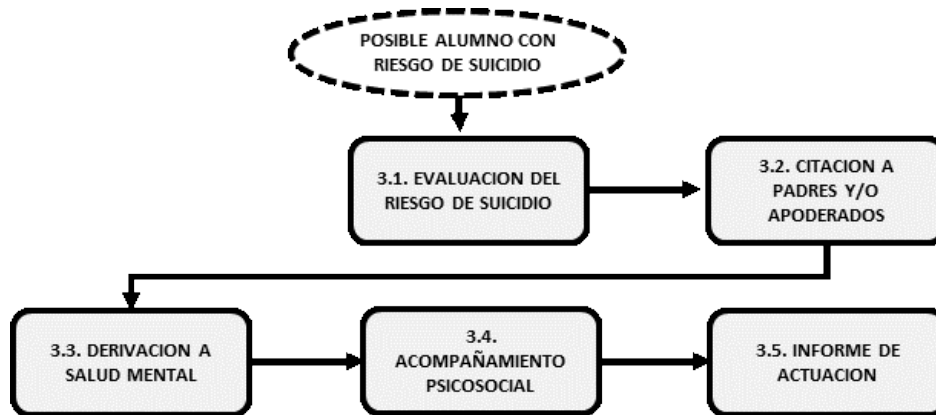 POSIBLE ALUMNO CON
RIESGO DE SUICIDIO
3.1. EVALUACION DEL
RIESGO DE SUICIDIO
3.2. CITACION A
PADRES Y/O
APODERADOS
3.3. DERIVACION A
SALUD MENTAL
3.4.
ACOMPAÑAMIENTO
PSICOSOCIAL
3.5. INFORME DE
ACTUACION